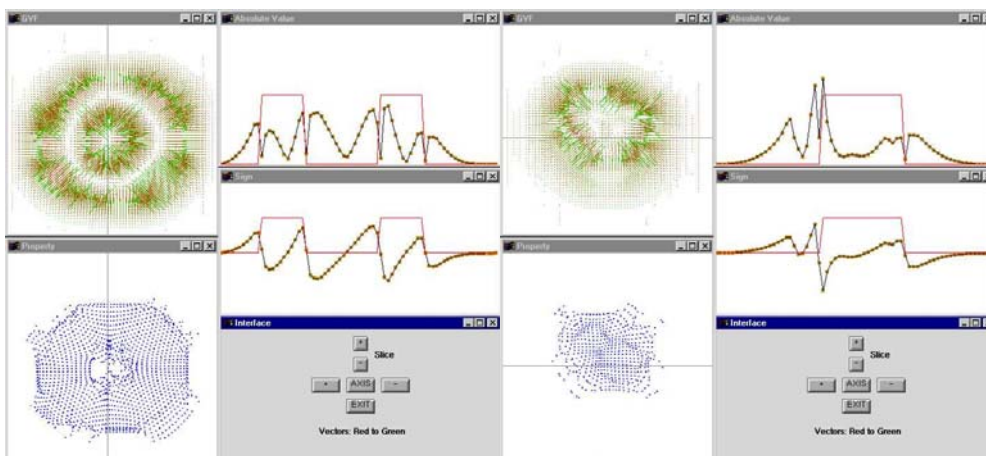 GVF
Absolute Value
Sign
Property
Interface
+
Slice
-
+ AXIS -
EXIT
Vectors: Red to Green
GVF
Absolute Value
Sign
Property
Interface
+
Slice
-
+ AXIS -
EXIT
Vectors: Red to Green